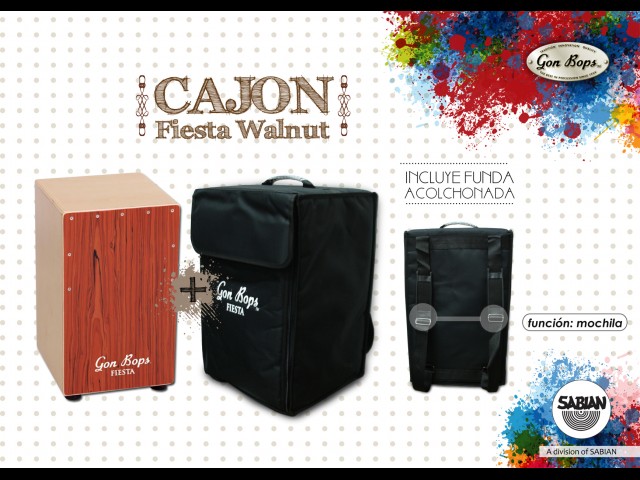 CAJON
Fiesta Walnut
Gon Bops
INCLUYE FUNDA
ACOLCHONADA
Gon Bops
FIESTA
+
Gon Bops
FIESTA
función: mochila
SABIAN
A division of SABIAN